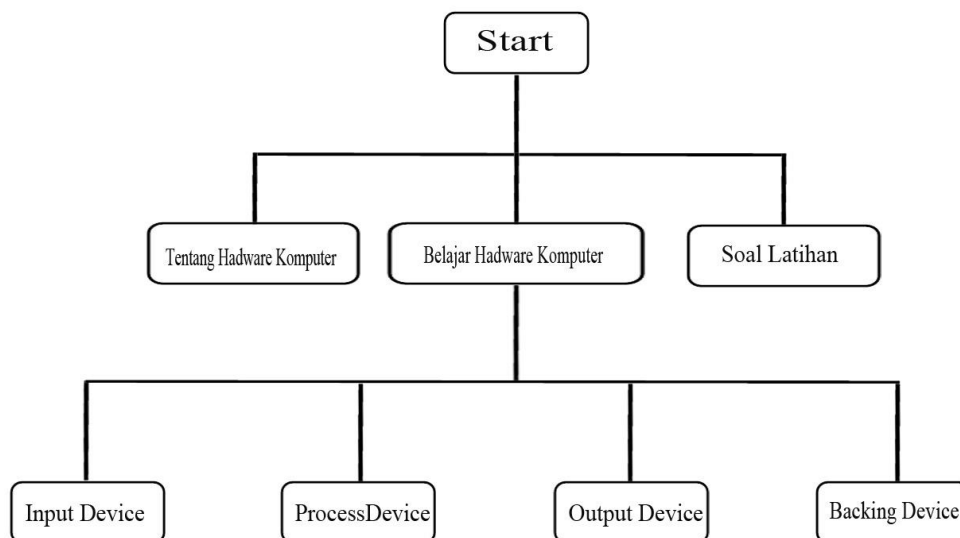 Start
Tentang Hadware Komputer
Belajar Hadware Komputer
Soal Latihan
Input Device
ProcessDevice
Output Device
Backing Device